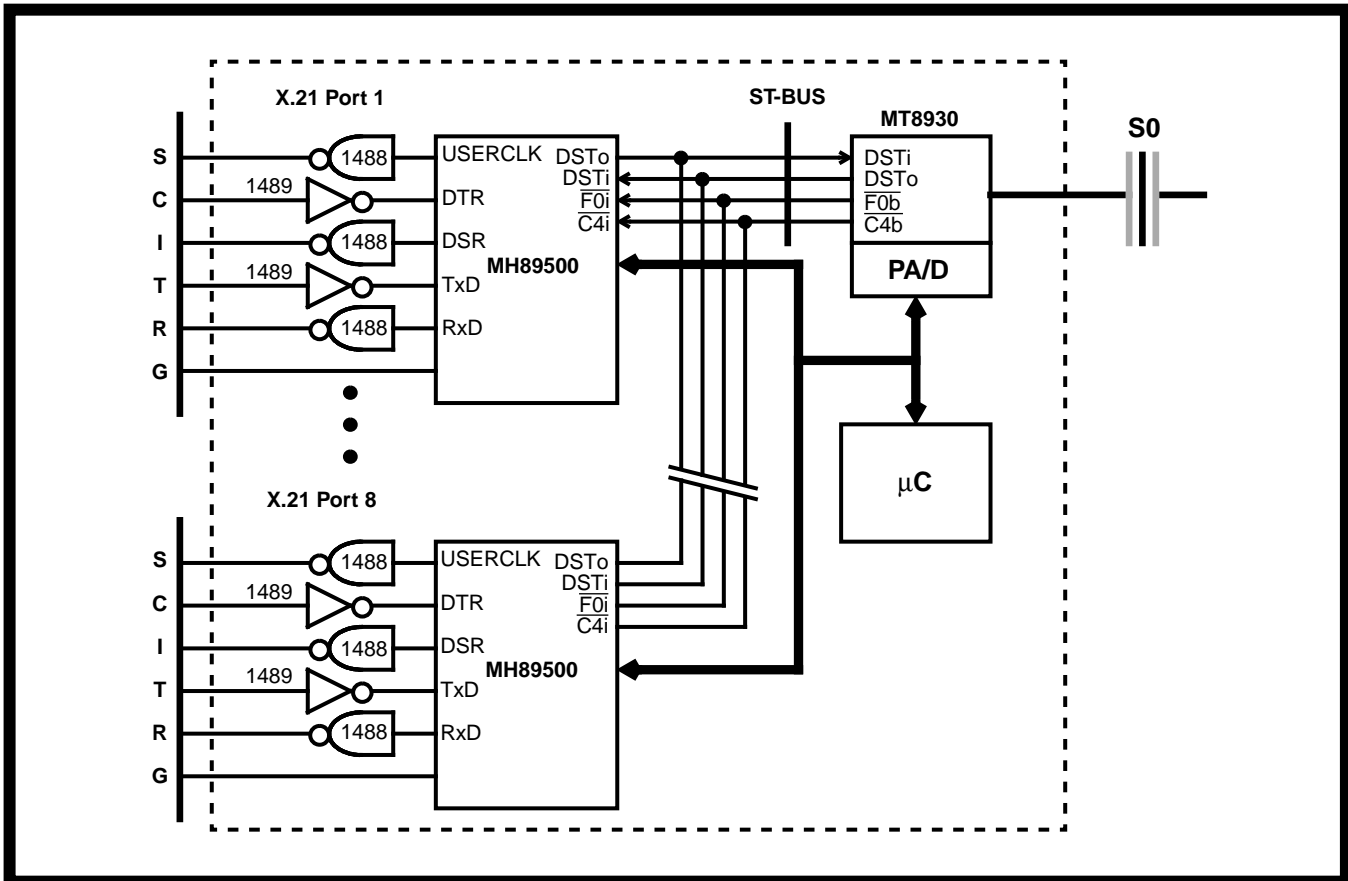 X.21 Port 1
ST-BUS
MT8930
S0
S
1488
USERCLK
DSTo
DSTi
C
1489
DTR
DSTi
DSTo
F0i
F0b
I
1488
DSR
C4i
C4b
MH89500
PA/D
T
1489
TxD
R
1488
RxD
G
µC
X.21 Port 8
S
1488
USERCLK
DSTo
DSTi
C
1489
DTR
F0i
C4i
I
1488
DSR
MH89500
T
1489
TxD
R
1488
RxD
G